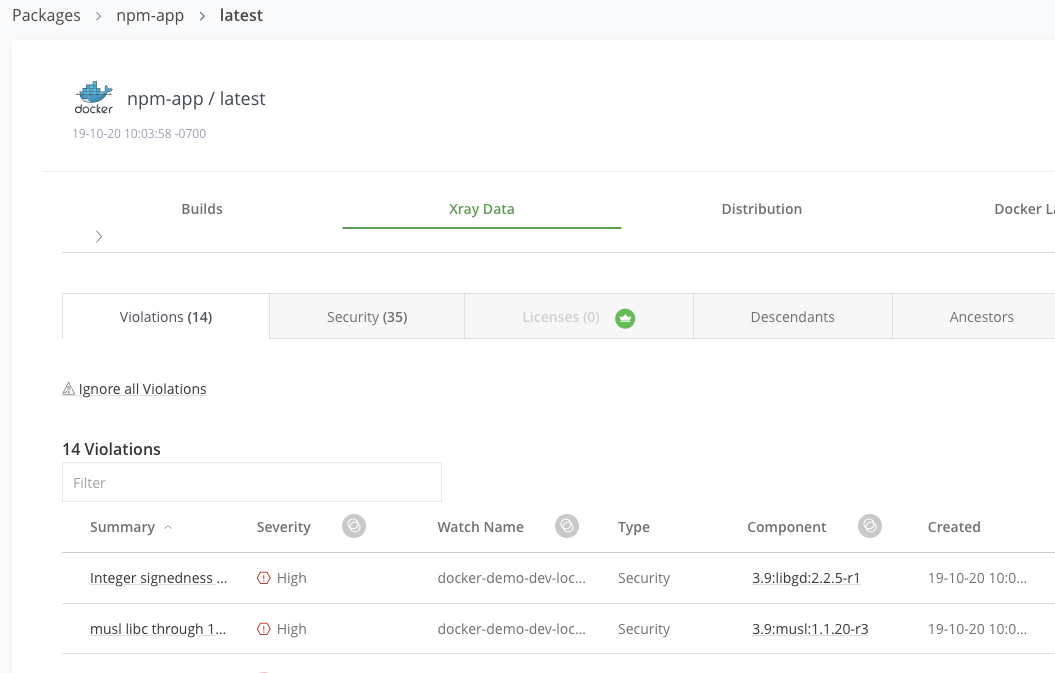 Packages > npm-app > latest
docker
npm-app / latest
19-10-20 10:03:58 -0700
Builds Xray Data Distribution Docker La
Violations (14) Security (35) Licenses (0) Descendants Ancestors
Ignore all Violations
14 Violations
Filter
Summary Severity Watch Name Type Component Created
Integer signedness ... High docker-demo-dev-loc... Security 3.9:libgd:2.2.5-r1 19-10-20 10:0...
musl libc through 1... High docker-demo-dev-loc... Security 3.9:musl:1.1.20-r3 19-10-20 10:0...